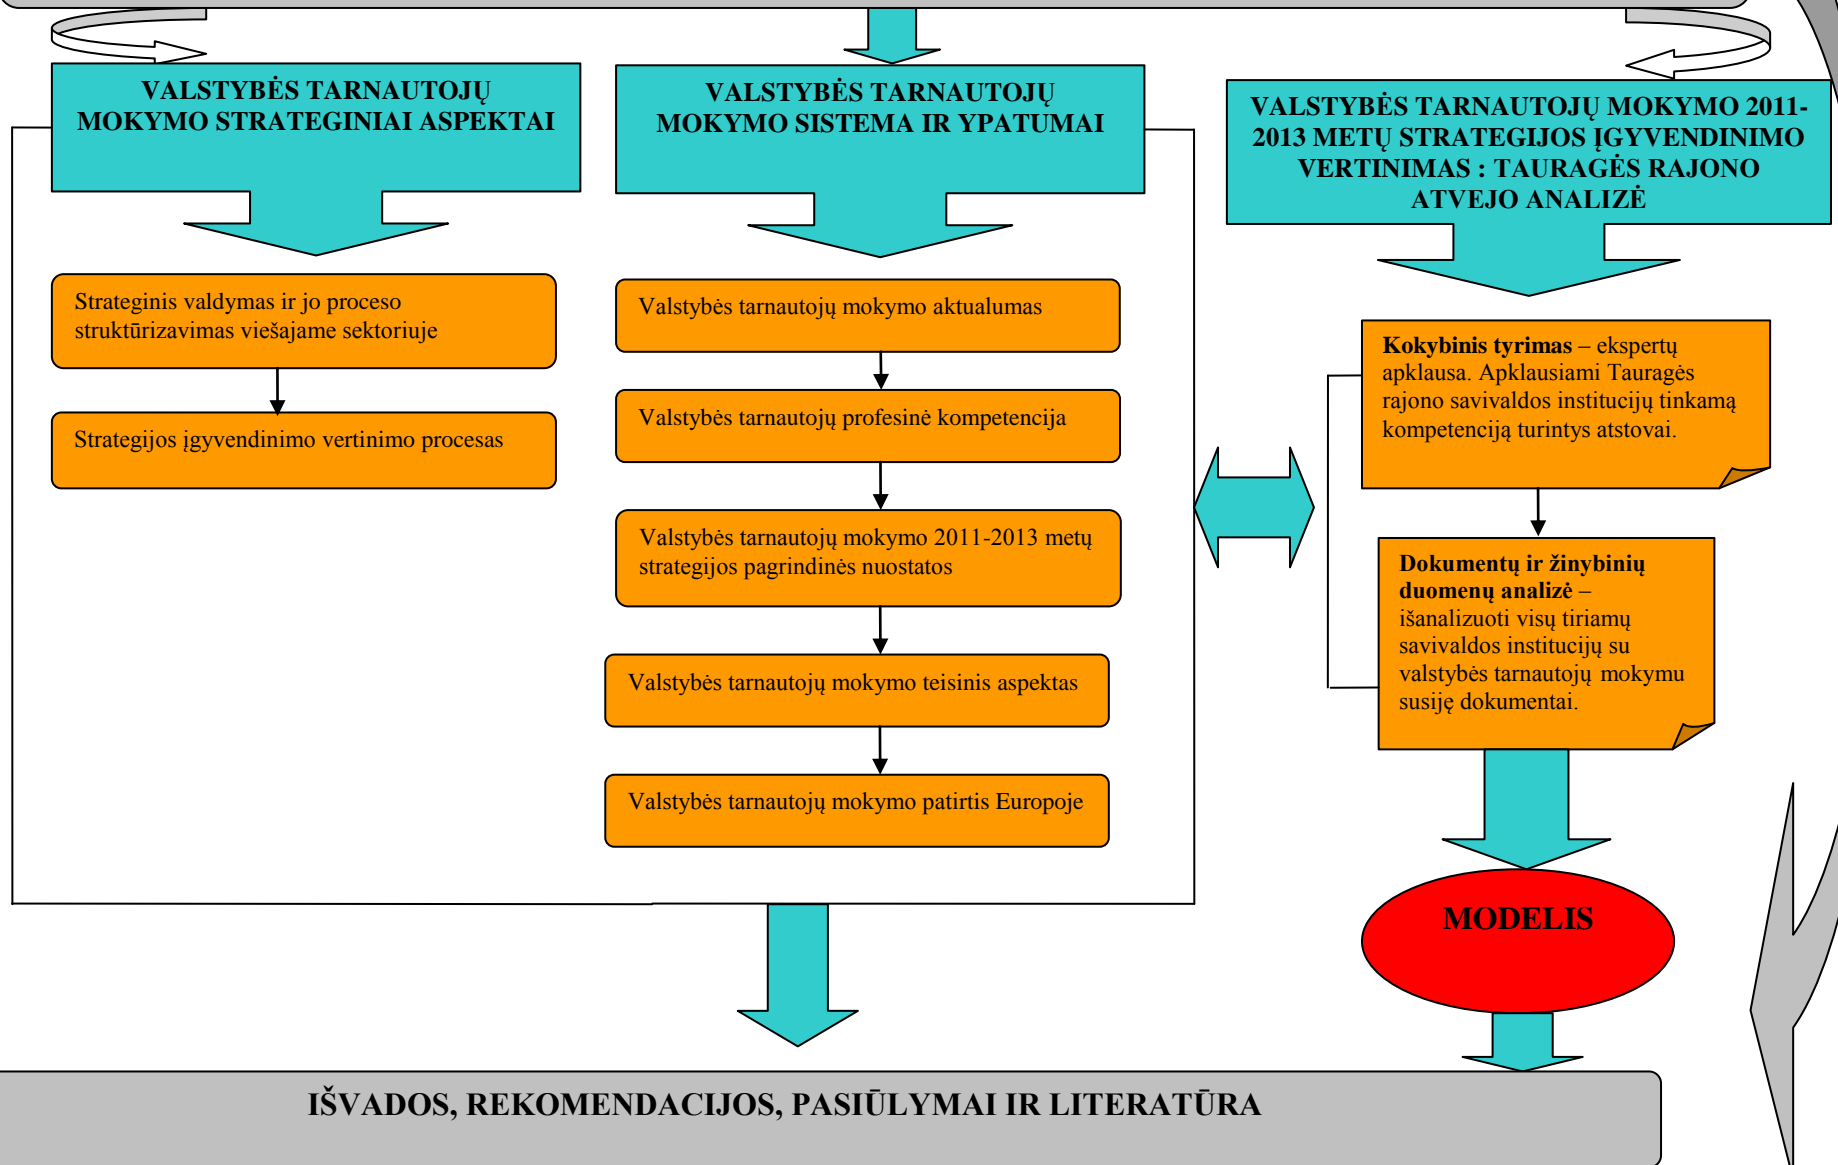 VALSTYBĖS TARNAUTOJŲ
MOKYMO STRATEGINIAI ASPEKTAI
Strateginis valdymas ir jo proceso
struktūrizavimas viešajame sektoriuje
Strategijos įgyvendinimo vertinimo procesas
VALSTYBĖS TARNAUTOJŲ
MOKYMO SISTEMA IR YPATUMAI
Valstybės tarnautojų mokymo aktualumas
Valstybės tarnautojų profesinė kompetencija
Valstybės tarnautojų mokymo 2011-2013 metų
strategijos pagrindinės nuostatos
Valstybės tarnautojų mokymo teisinis aspektas
Valstybės tarnautojų mokymo patirtis Europoje
VALSTYBĖS TARNAUTOJŲ MOKYMO 2011-
2013 METŲ STRATEGIJOS ĮGYVENDINIMO
VERTINIMAS : TAURAGĖS RAJONO
ATVEJO ANALIZĖ
Kokybinis tyrimas – ekspertų
apklausa. Apklausiami Tauragės
rajono savivaldos institucijų tinkamą
kompetenciją turintys atstovai.
Dokumentų ir žinybinių
duomenų analizė –
išanalizuoti visų tiriamų
savivaldos institucijų su
valstybės tarnautojų mokymu
susiję dokumentai.
MODELIS
IŠVADOS, REKOMENDACIJOS, PASIŪLYMAI IR LITERATŪRA